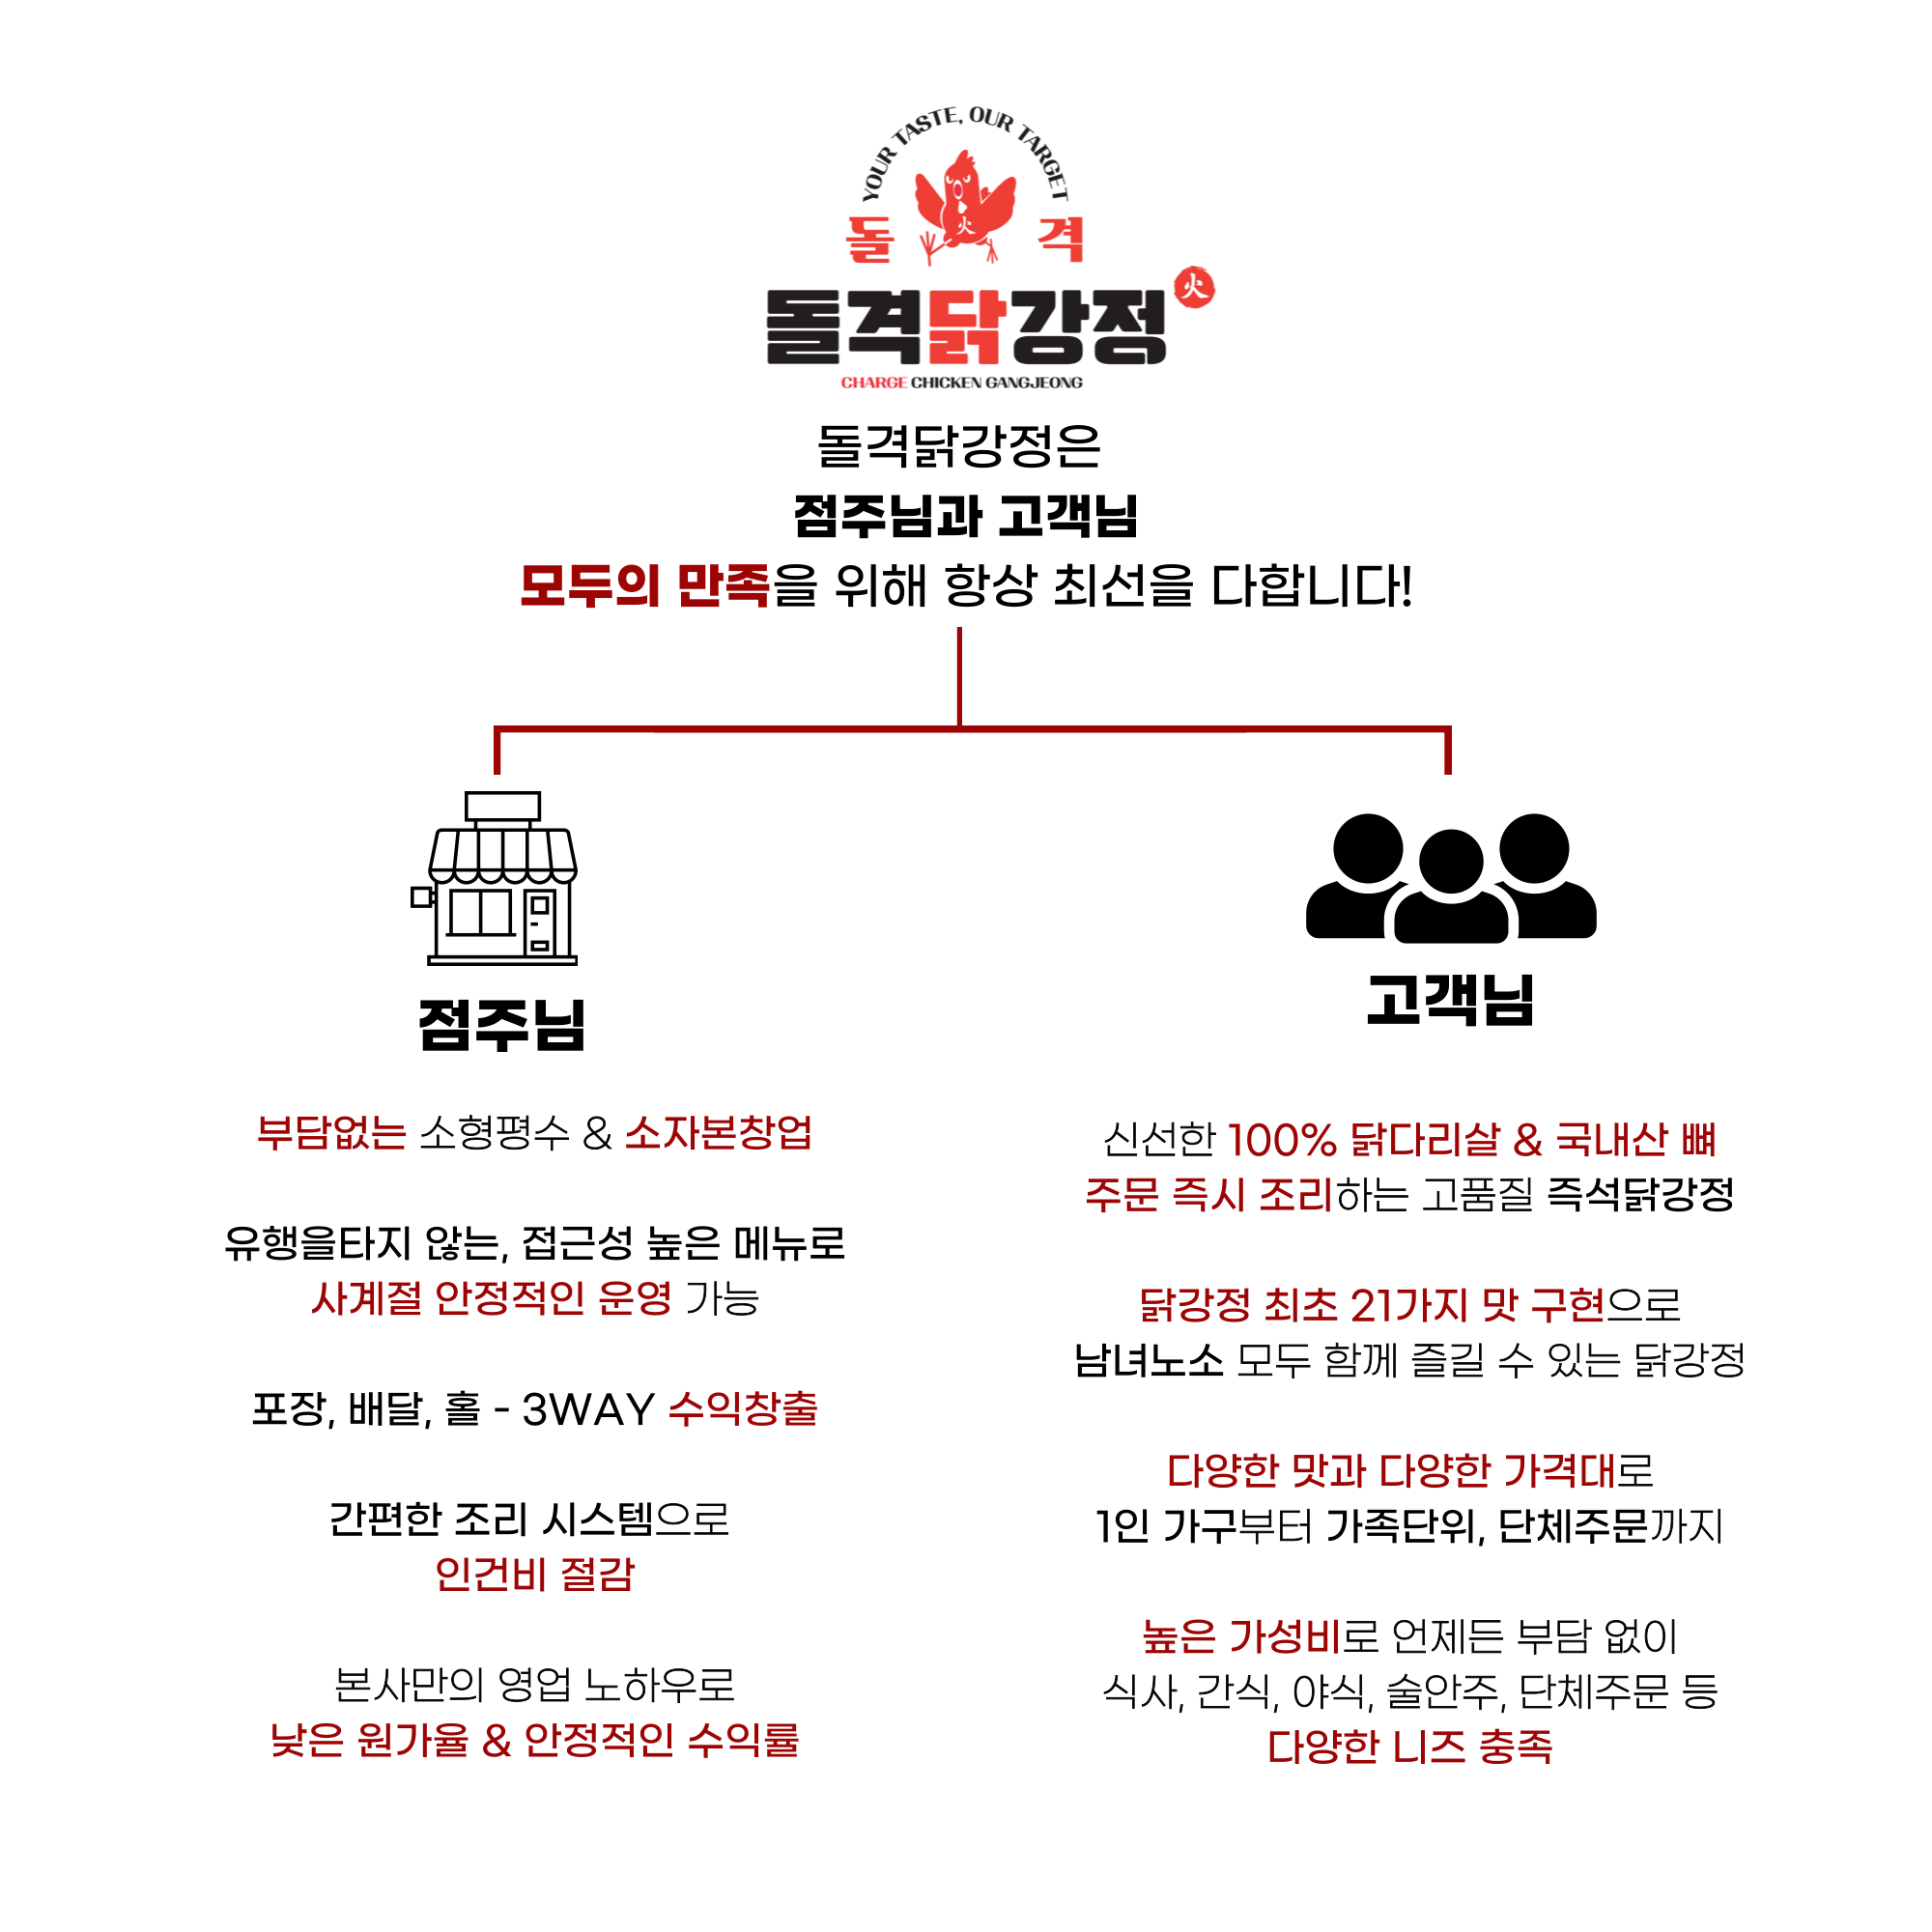 YOUR TASTE, OUR TARGET
火
돌 격
돌격닭강정
火
CHARGE CHICKEN GANGJEONG
돌격닭강정은
점주님과 고객님
모두의 만족을 위해 항상 최선을 다합니다!
점주님
부담없는 소형평수 & 소자본창업
유행을타지 않는, 접근성 높은 메뉴로
사계절 안정적인 운영 가능
포장, 배달, 홀 - 3WAY 수익창출
간편한 조리 시스템으로
인건비 절감
본사만의 영업 노하우로
낮은 원가율 & 안정적인 수익률
고객님
신선한 100% 닭다리살 & 국내산 뼈
주문 즉시 조리하는 고품질 즉석닭강정
닭강정 최초 21가지 맛 구현으로
남녀노소 모두 함께 즐길 수 있는 닭강정
다양한 맛과 다양한 가격대로
1인 가구부터 가족단위, 단체주문까지
높은 가성비로 언제든 부담 없이
식사, 간식, 야식, 술안주, 단체주문 등
다양한 니즈 충족